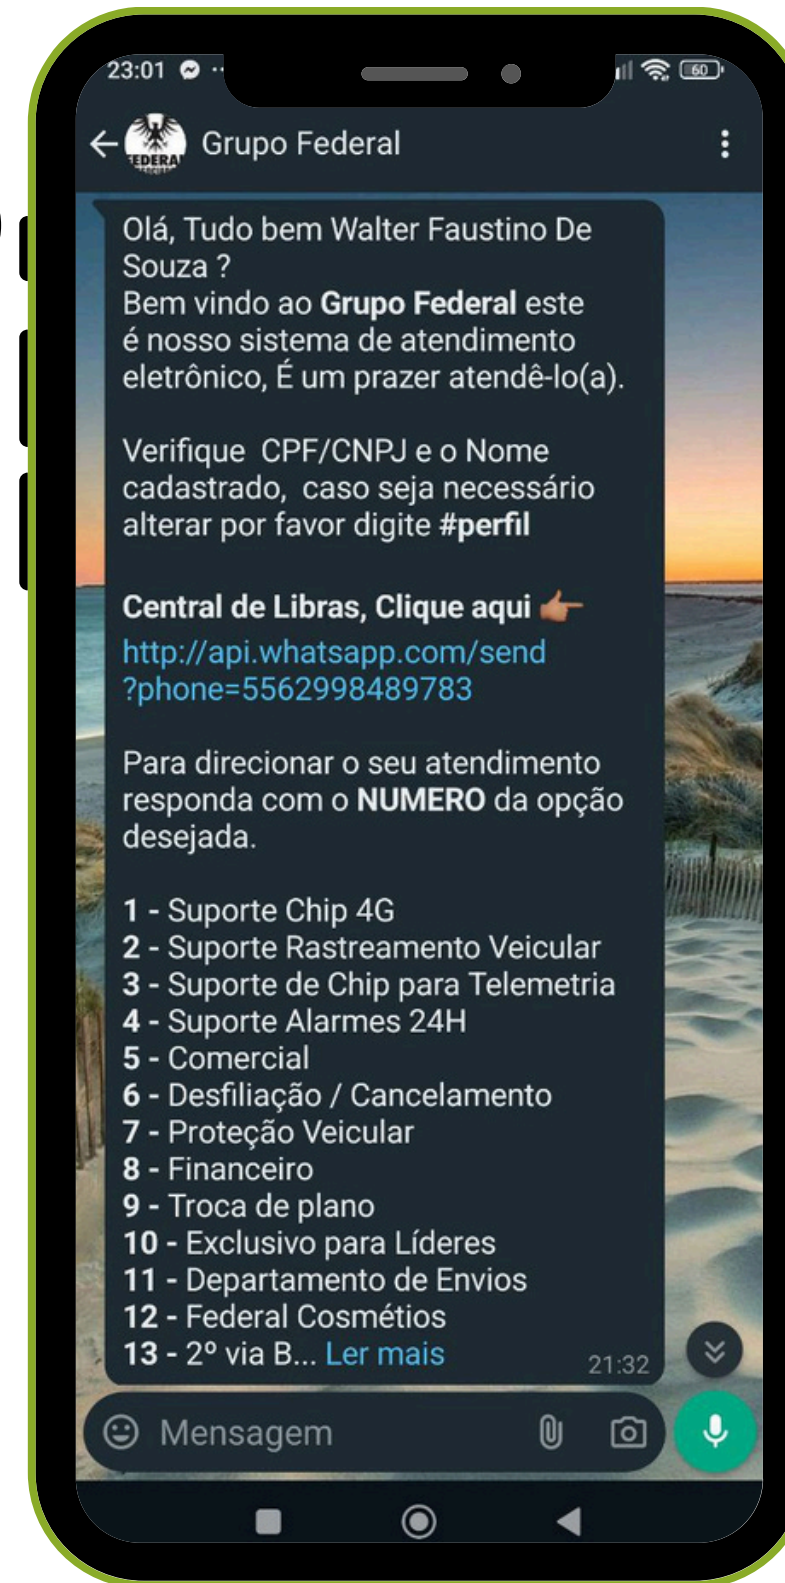 23:01
60
Grupo Federal
FEDERAL
Olá, Tudo bem Walter Faustino De
Souza ?
Bem vindo ao Grupo Federal este
é nosso sistema de atendimento
eletrônico, É um prazer atendê-lo(a).
Verifique  CPF/CNPJ e o Nome
cadastrado,  caso seja necessário
alterar por favor digite #perfil
Central de Libras, Clique aqui 👉🏽
http://api.whatsapp.com/send
?phone=5562998489783
Para direcionar o seu atendimento
responda com o NUMERO da opção
desejada.
1 - Suporte Chip 4G
2 - Suporte Rastreamento Veicular
3 - Suporte de Chip para Telemetria
4 - Suporte Alarmes 24H
5 - Comercial
6 - Desfiliação / Cancelamento
7 - Proteção Veicular
8 - Financeiro
9 - Troca de plano
10 - Exclusivo para Líderes
11 - Departamento de Envios
12 - Federal Cosmétios
13 - 2º via B... Ler mais
21:32
Mensagem